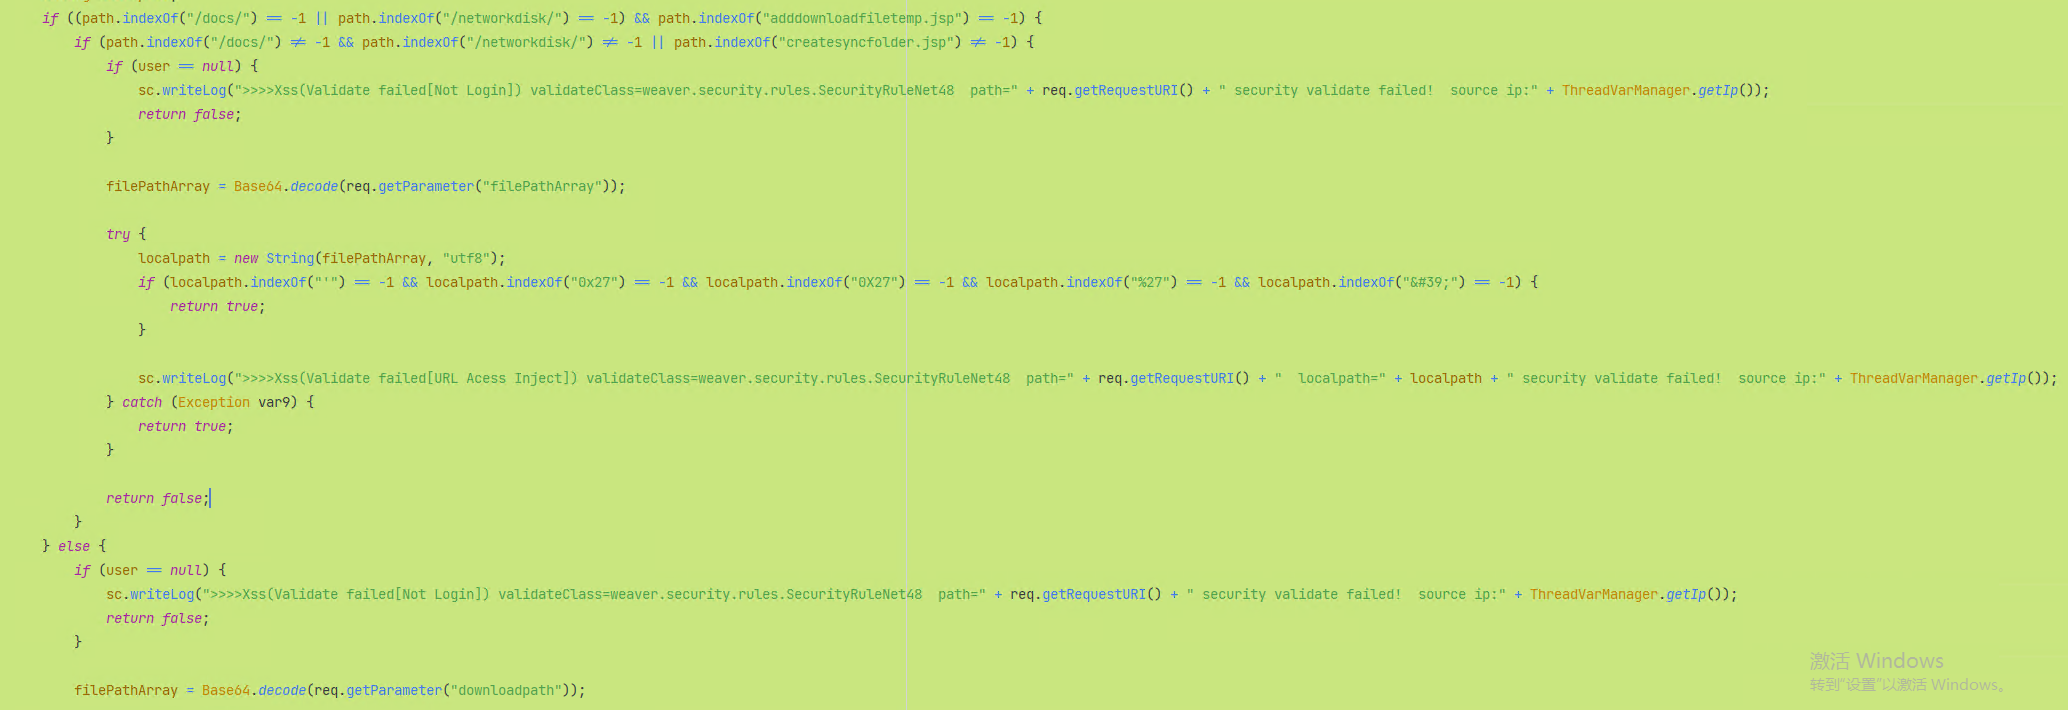 if ((path.indexOf("/docs/") == -1 || path.indexOf("/networkdisk/") == -1) && path.indexOf("adddownloadfiletemp.jsp") == -1) {
if (path.indexOf("/docs/") != -1 && path.indexOf("/networkdisk/") != -1 || path.indexOf("createsyncfolder.jsp") != -1) {
if (user == null) {
sc.writeLog(">>>>Xss(Validate failed[Not Login]) validateClass=weaver.security.rules.SecurityRuleNet48  path=" + req.getRequestURI() + " security validate failed!  source ip:" + ThreadVarManager.getIp());
return false;
}
filePathArray = Base64.decode(req.getParameter("filePathArray"));
try {
localpath = new String(filePathArray, "utf8");
if (localpath.indexOf("'") == -1 && localpath.indexOf("0x27") == -1 && localpath.indexOf("0X27") == -1 && localpath.indexOf("%27") == -1 && localpath.indexOf("&#39;") == -1) {
return true;
}
sc.writeLog(">>>>Xss(Validate failed[URL Acess Inject]) validateClass=weaver.security.rules.SecurityRuleNet48  path=" + req.getRequestURI() + "  localpath=" + localpath + " security validate failed!  source ip:" + ThreadVarManager.getIp());
} catch (Exception var9) {
return true;
}
return false;
}
} else {
if (user == null) {
sc.writeLog(">>>>Xss(Validate failed[Not Login]) validateClass=weaver.security.rules.SecurityRuleNet48  path=" + req.getRequestURI() + " security validate failed!  source ip:" + ThreadVarManager.getIp());
return false;
}
filePathArray = Base64.decode(req.getParameter("downloadpath"));
激活 Windows
转到"设置"以激活 Windows。